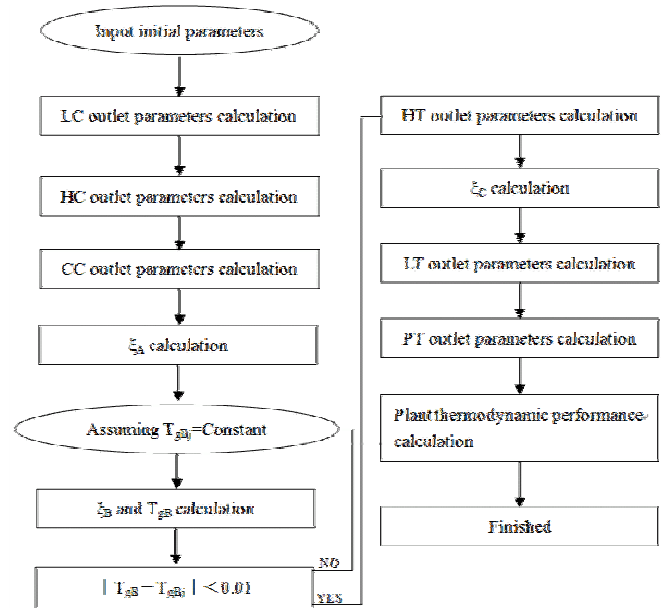 Input initial parameters
LC outlet parameters calculation
HC outlet parameters calculation
CC outlet parameters calculation
ξA calculation
Assuming TgBj=Constant
ξB and TgB calculation
| TgB−TgBj | <0.01
NO
YES
HT outlet parameters calculation
ξC calculation
LT outlet parameters calculation
PT outlet parameters calculation
Plant thermodynamic performance
calculation
Finished